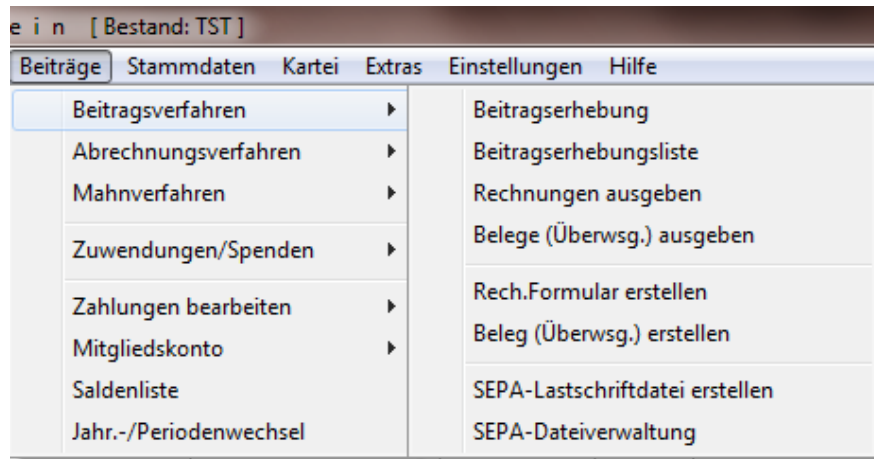 e i n [ Bestand: TST ]
Beiträge Stammdaten Kartei Extras Einstellungen Hilfe
Beitragsverfahren
Abrechnungsverfahren
Mahnverfahren
Zuwendungen/Spenden
Zahlungen bearbeiten
Mitgliedskonto
Saldenliste
Jahr.-/Periodenwechsel
Beitragserhebung
Beitragserhebungsliste
Rechnungen ausgeben
Belege (Überwsg.) ausgeben
Rech.Formular erstellen
Beleg (Überwsg.) erstellen
SEPA-Lastschriftdatei erstellen
SEPA-Dateiverwaltung